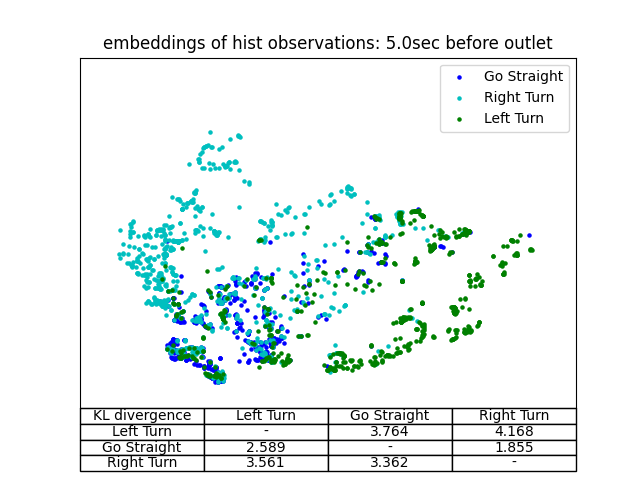 embeddings of hist observations: 5.0sec before outlet
Go Straight
Right Turn
Left Turn
KL divergence Left Turn Go Straight Right Turn
Left Turn - 3.764 4.168
Go Straight 2.589 - 1.855
Right Turn 3.561 3.362 -